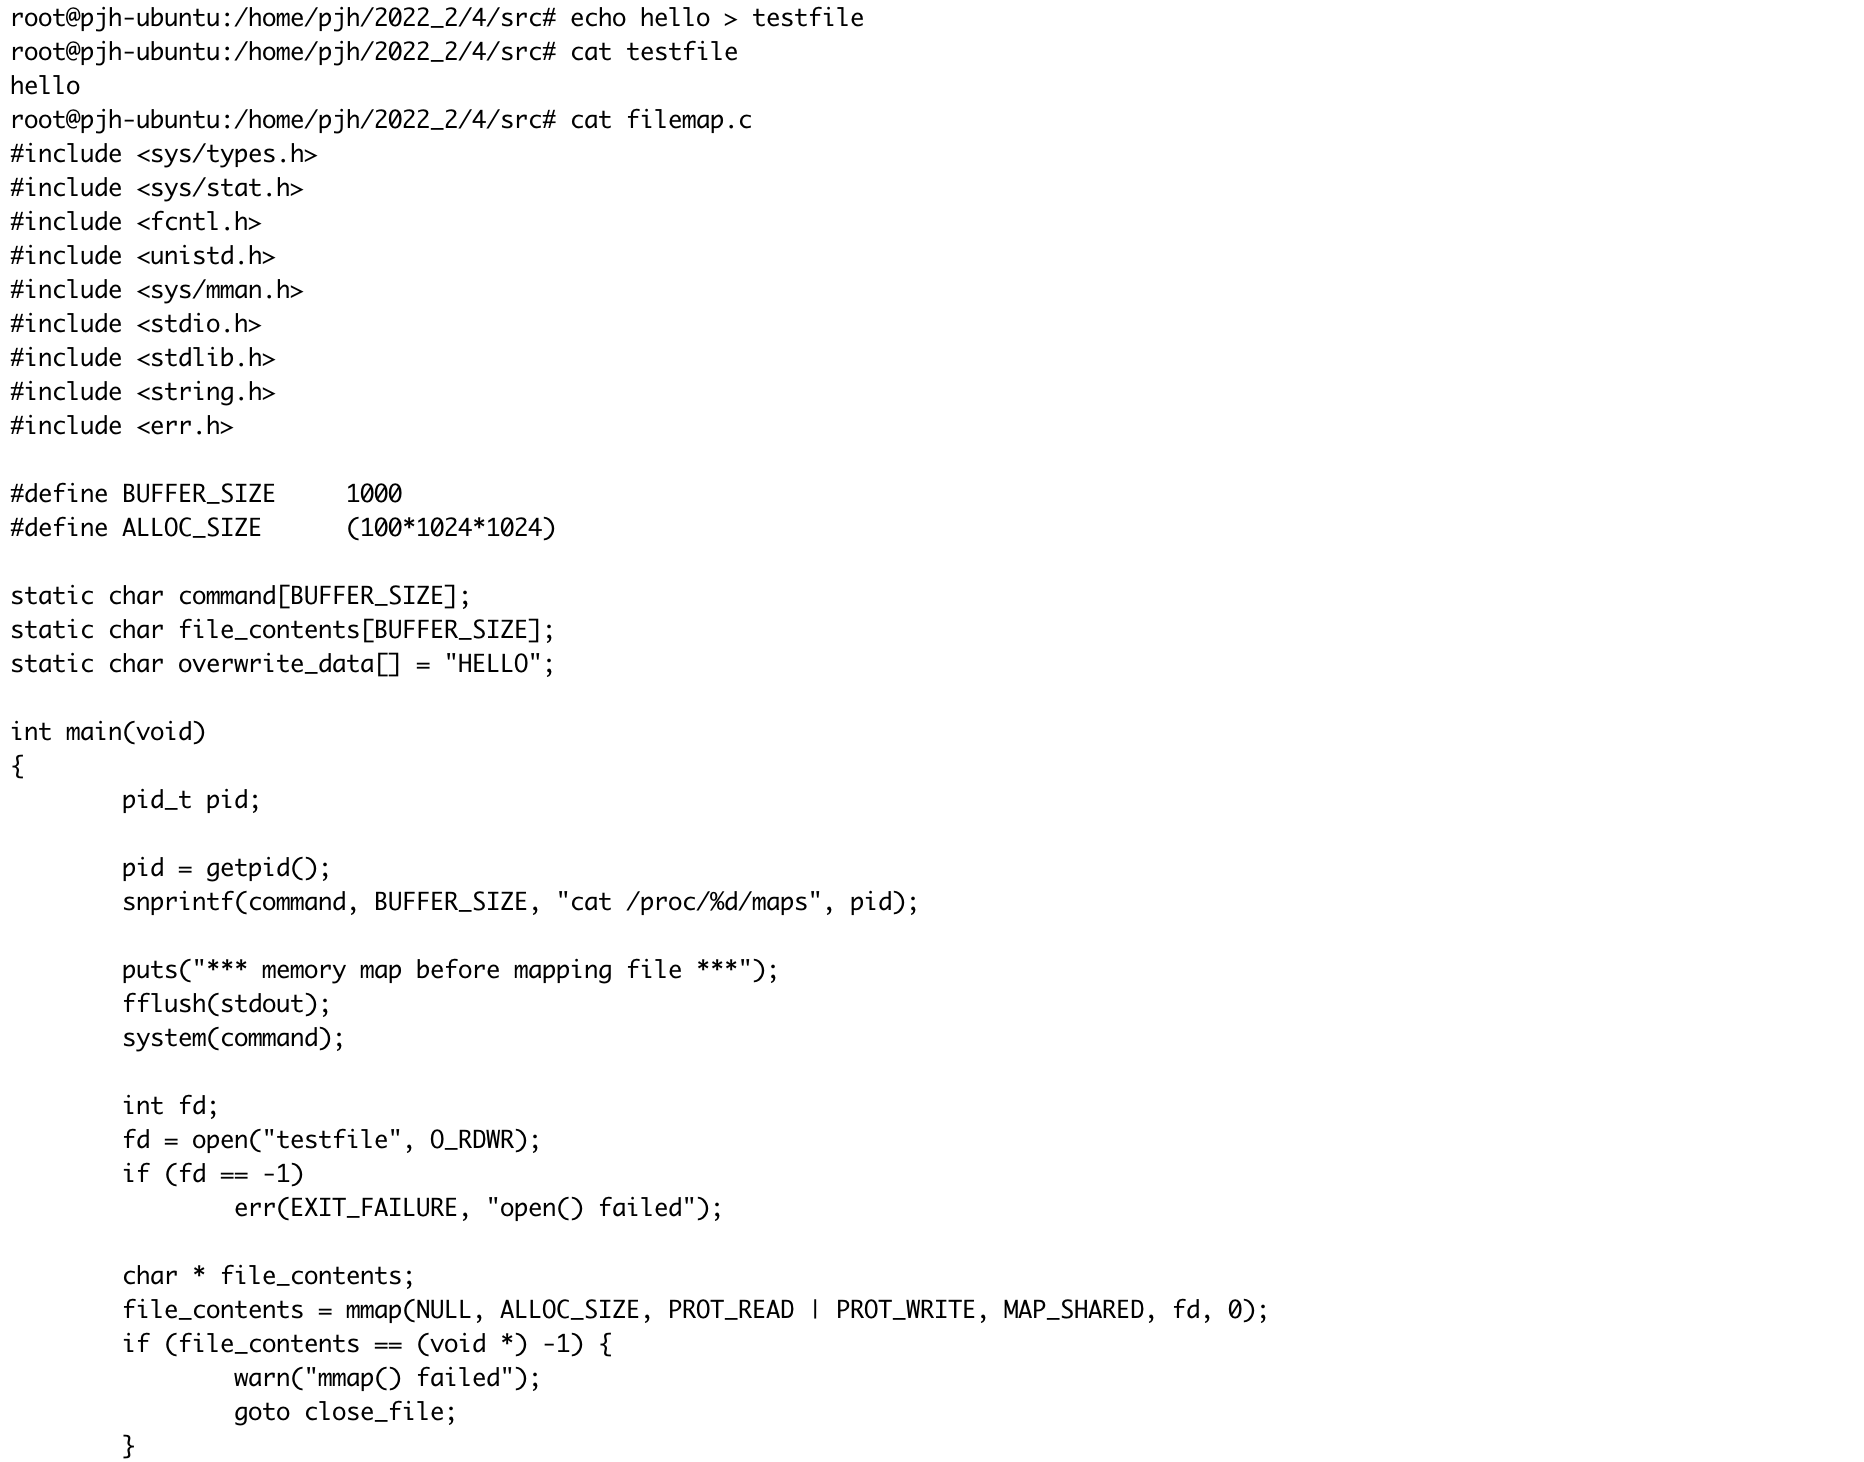 root@pjh-ubuntu:/home/pjh/2022_2/4/src# echo hello > testfile
root@pjh-ubuntu:/home/pjh/2022_2/4/src# cat testfile
hello
root@pjh-ubuntu:/home/pjh/2022_2/4/src# cat filemap.c
#include <sys/types.h>
#include <sys/stat.h>
#include <fcntl.h>
#include <unistd.h>
#include <sys/mman.h>
#include <stdio.h>
#include <stdlib.h>
#include <string.h>
#include <err.h>

#define BUFFER_SIZE     1000
#define ALLOC_SIZE      (100*1024*1024)

static char command[BUFFER_SIZE];
static char file_contents[BUFFER_SIZE];
static char overwrite_data[] = "HELLO";

int main(void)
{
        pid_t pid;

        pid = getpid();
        snprintf(command, BUFFER_SIZE, "cat /proc/%d/maps", pid);

        puts("*** memory map before mapping file ***");
        fflush(stdout);
        system(command);

        int fd;
        fd = open("testfile", O_RDWR);
        if (fd == -1)
                err(EXIT_FAILURE, "open() failed");

        char * file_contents;
        file_contents = mmap(NULL, ALLOC_SIZE, PROT_READ | PROT_WRITE, MAP_SHARED, fd, 0);
        if (file_contents == (void *) -1) {
                warn("mmap() failed");
                goto close_file;
        }